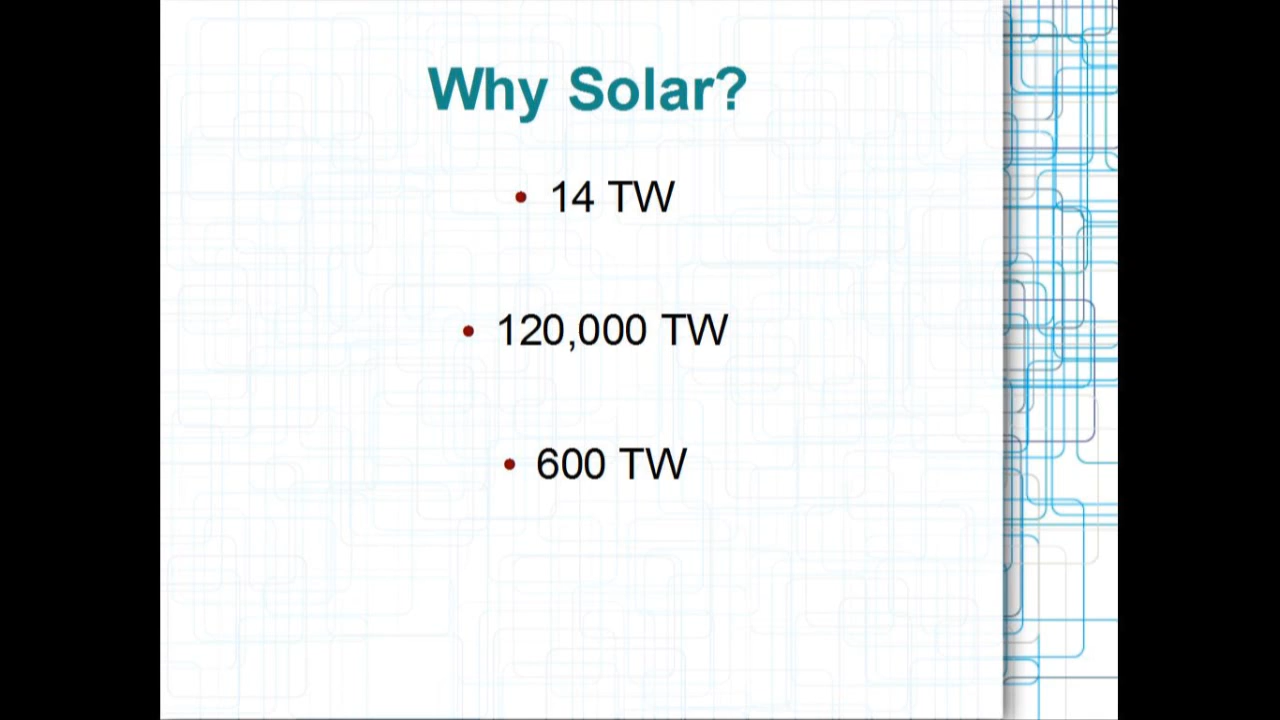 Why Solar?
• 14 TW
• 120,000 TW
• 600 TW